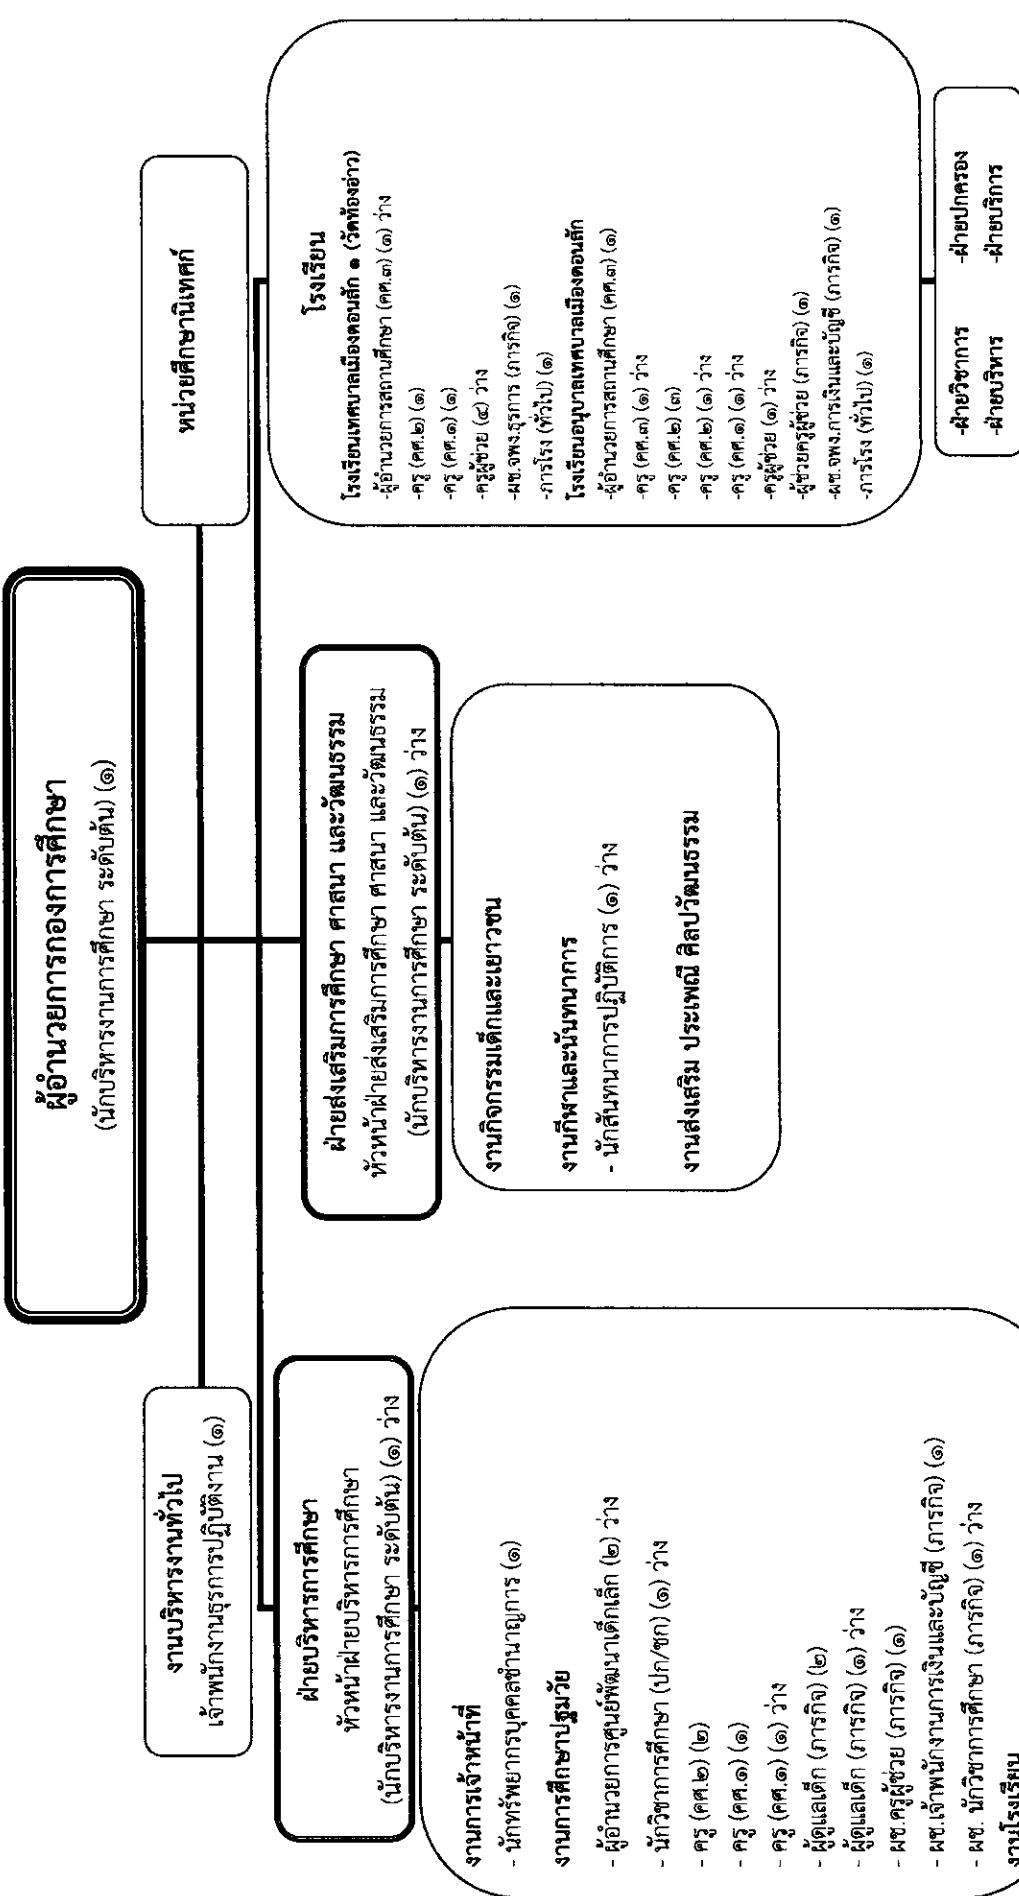 ผู้อำนวยการกองการศึกษา
(นักบริหารงานการศึกษา ระดับต้น) (๑)
งานบริหารงานทั่วไป
เจ้าพนักงานธุรการปฏิบัติงาน (๑)
หน่วยศึกษานิเทศก์
ฝ่ายบริหารการศึกษา
หัวหน้าฝ่ายบริหารการศึกษา
(นักบริหารงานการศึกษา ระดับต้น) (๑) ว่าง
งานการเจ้าหน้าที่
- นักทรัพยากรบุคคลชำนาญการ (๑)
งานการศึกษาปฐมวัย
- ผู้อำนวยการศูนย์พัฒนาเด็กเล็ก (๒) ว่าง
- นักวิชาการศึกษา (ปก/ชก) (๑) ว่าง
- ครู (คศ.๒) (๒)
- ครู (คศ.๑) (๑)
- ครู (คศ.๑) (๑) ว่าง
- ผู้ดูแลเด็ก (ภารกิจ) (๒)
- ผู้ดูแลเด็ก (ภารกิจ) (๑) ว่าง
- ผช.ครูผู้ช่วย (ภารกิจ) (๑)
- ผช.เจ้าพนักงานการเงินและบัญชี (ภารกิจ) (๑)
- ผช. นักวิชาการศึกษา (ภารกิจ) (๑) ว่าง
งานโรงเรียน
ฝ่ายส่งเสริมการศึกษา ศาสนา และวัฒนธรรม
หัวหน้าฝ่ายส่งเสริมการศึกษา ศาสนา และวัฒนธรรม
(นักบริหารงานการศึกษา ระดับต้น) (๑) ว่าง
งานกิจกรรมเด็กและเยาวชน
งานกีฬาและนันทนาการ
- นักสันทนาการปฏิบัติการ (๑) ว่าง
งานส่งเสริม ประเพณี ศิลปวัฒนธรรม
โรงเรียน
โรงเรียนเทศบาลเมืองดอนสัก ๑ (วัดท้องอ่าว)
-ผู้อำนวยการสถานศึกษา (คศ.๓) (๑) ว่าง
-ครู (คศ.๒) (๑)
-ครู (คศ.๑) (๑)
-ครูผู้ช่วย (๔) ว่าง
-ผช.จพง.ธุรการ (ภารกิจ) (๑)
-ภารโรง (ทั่วไป) (๑)
โรงเรียนอนุบาลเทศบาลเมืองดอนสัก
-ผู้อำนวยการสถานศึกษา (คศ.๓) (๑)
-ครู (คศ.๓) (๑) ว่าง
-ครู (คศ.๒) (๓)
-ครู (คศ.๒) (๑) ว่าง
-ครู (คศ.๑) (๑) ว่าง
-ครูผู้ช่วย (๑) ว่าง
-ผู้ช่วยครูผู้ช่วย (ภารกิจ) (๑)
-ผช.จพง.การเงินและบัญชี (ภารกิจ) (๑)
-ภารโรง (ทั่วไป) (๑)
-ฝ่ายวิชาการ -ฝ่ายปกครอง
-ฝ่ายบริหาร -ฝ่ายบริการ